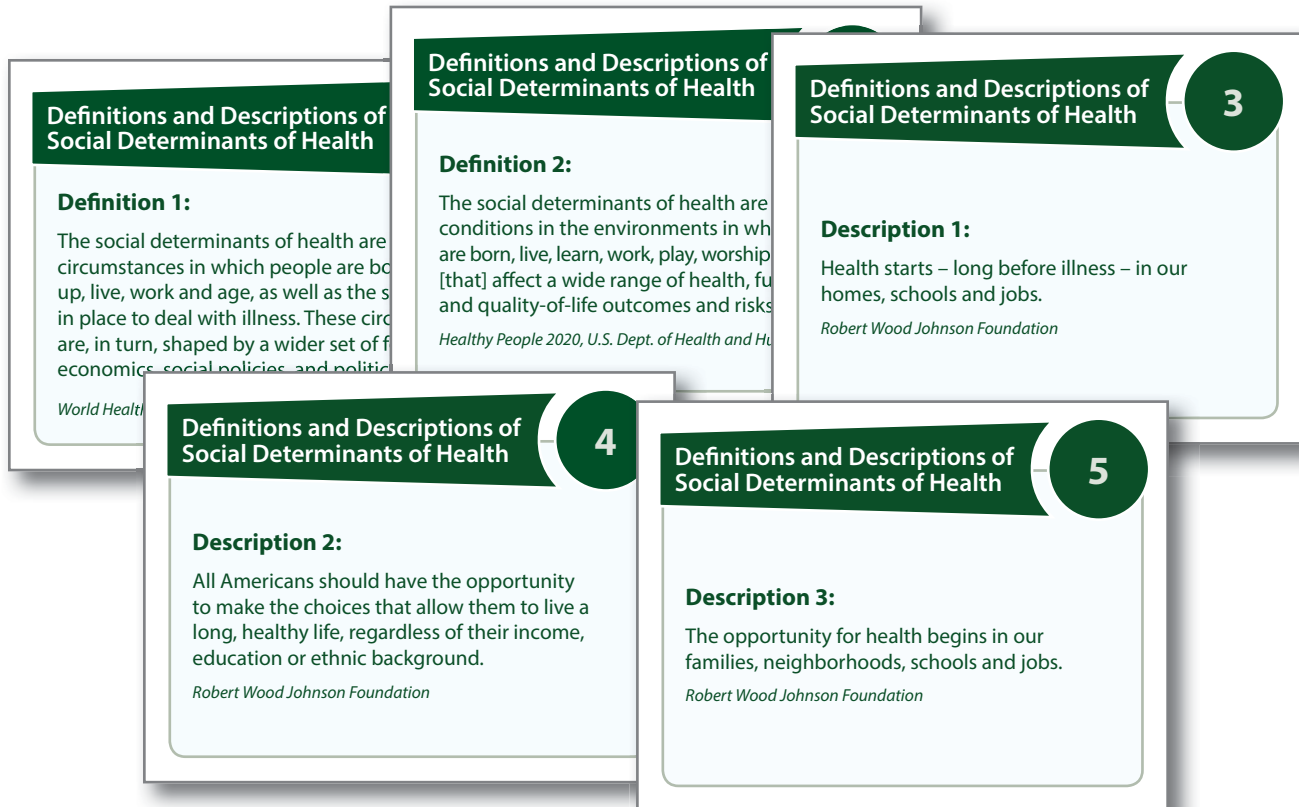 Definitions and Descriptions of
Social Determinants of Health
Definition 1:
The social determinants of health are
circumstances in which people are
up, live, work and age, as well as the
in place to deal with illness. These
are, in turn, shaped by a wider set of
economics, social policies, and
World
Definitions and Descriptions of
Social Determinants of Health
Definition 2:
The social determinants of health are
conditions in the environments in
are born, live, learn, work, play, worship
[that] affect a wide range of health,
and quality-of-life outcomes and risks
Healthy People 2020, U.S. Dept. of Health and
Definitions and Descriptions of
Social Determinants of Health
3
Description 1:
Health starts – long before illness – in our
homes, schools and jobs.
Robert Wood Johnson Foundation
Definitions and Descriptions of
Social Determinants of Health
4
Description 2:
All Americans should have the opportunity
to make the choices that allow them to live a
long, healthy life, regardless of their income,
education or ethnic background.
Robert Wood Johnson Foundation
Definitions and Descriptions of
Social Determinants of Health
5
Description 3:
The opportunity for health begins in our
families, neighborhoods, schools and jobs.
Robert Wood Johnson Foundation